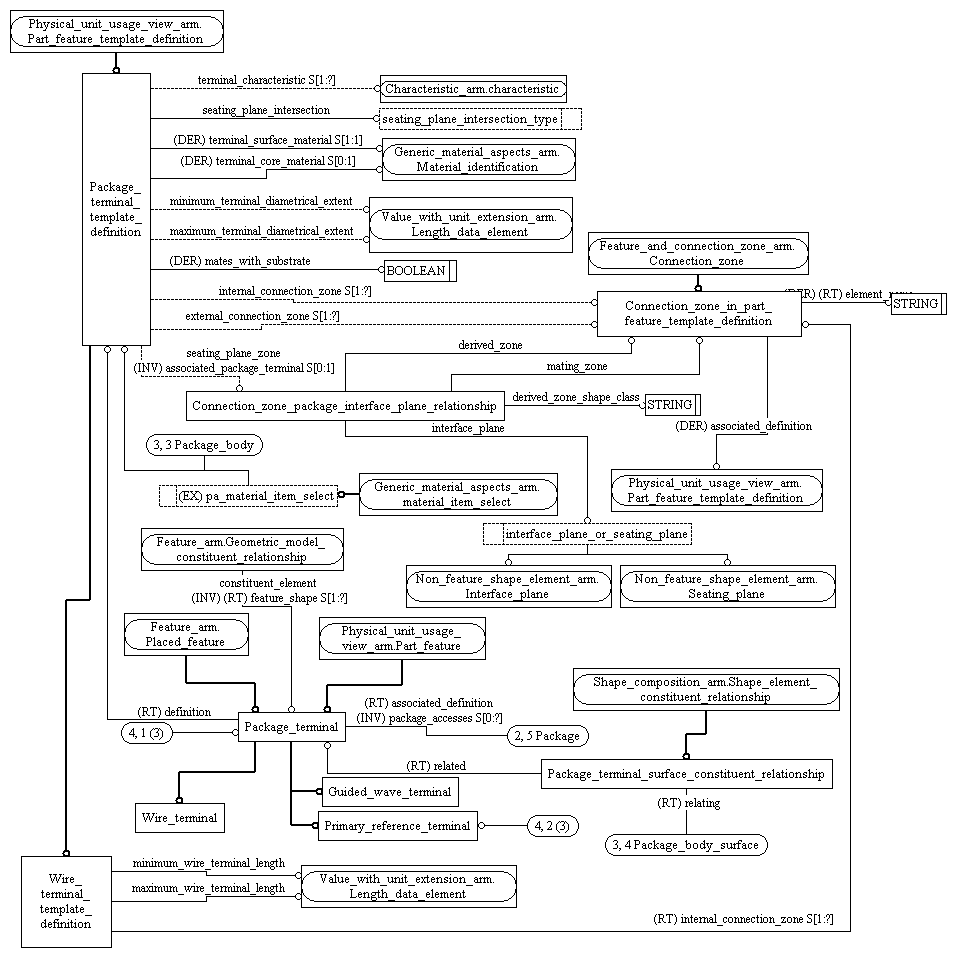 Physical_unit_usage_view_arm.
Part_feature_template_definition
terminal_characteristic S[1:?]
Characteristic_arm.characteristic
seating_plane_intersection
seating_plane_intersection_type
(DER) terminal_surface_material S[1:1]
(DER) terminal_core_material S[0:1]
Generic_material_aspects_arm.
Material_identification
Package_
terminal_
template_
definition
minimum_terminal_diametrical_extent
maximum_terminal_diametrical_extent
Value_with_unit_extension_arm.
Length_data_element
(DER) mates_with_substrate
BOOLEAN
Feature_and_connection_zone_arm.
Connection_zone
internal_connection_zone S[1:?]
external_connection_zone S[1:?]
Connection_zone_in_part_
feature_template_definition
(DER) (RT) element_
STRING
seating_plane_zone
(INV) associated_package_terminal S[0:1]
derived_zone
mating_zone
Connection_zone_package_interface_plane_relationship
derived_zone_shape_class
STRING
interface_plane
(DER) associated_definition
3, 3 Package_body
(EX) pa_material_item_select
Generic_material_aspects_arm.
material_item_select
Physical_unit_usage_view_arm.
Part_feature_template_definition
interface_plane_or_seating_plane
Feature_arm.Geometric_model_
constituent_relationship
Non_feature_shape_element_arm.
Interface_plane
Non_feature_shape_element_arm.
Seating_plane
constituent_element
(INV) (RT) feature_shape S[1:?]
Feature_arm.
Placed_feature
Physical_unit_usage_
view_arm.Part_feature
Shape_composition_arm.Shape_element_
constituent_relationship
(RT) definition
Package_terminal
(RT) associated_definition
(INV) package_accesses S[0:?]
4, 1 (3)
2, 5 Package
(RT) related
Package_terminal_surface_constituent_relationship
Guided_wave_terminal
(RT) relating
Wire_terminal
Primary_reference_terminal
4, 2 (3)
3, 4 Package_body_surface
Wire_
terminal_
template_
definition
minimum_wire_terminal_length
maximum_wire_terminal_length
Value_with_unit_extension_arm.
Length_data_element
(RT) internal_connection_zone S[1:?]